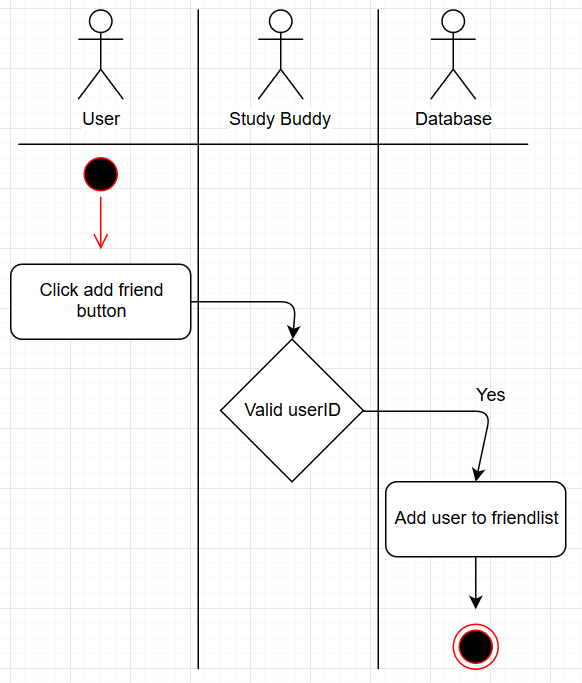 User
Study Buddy
Database
Click add friend
button
Valid userID
Yes
Add user to friendlist